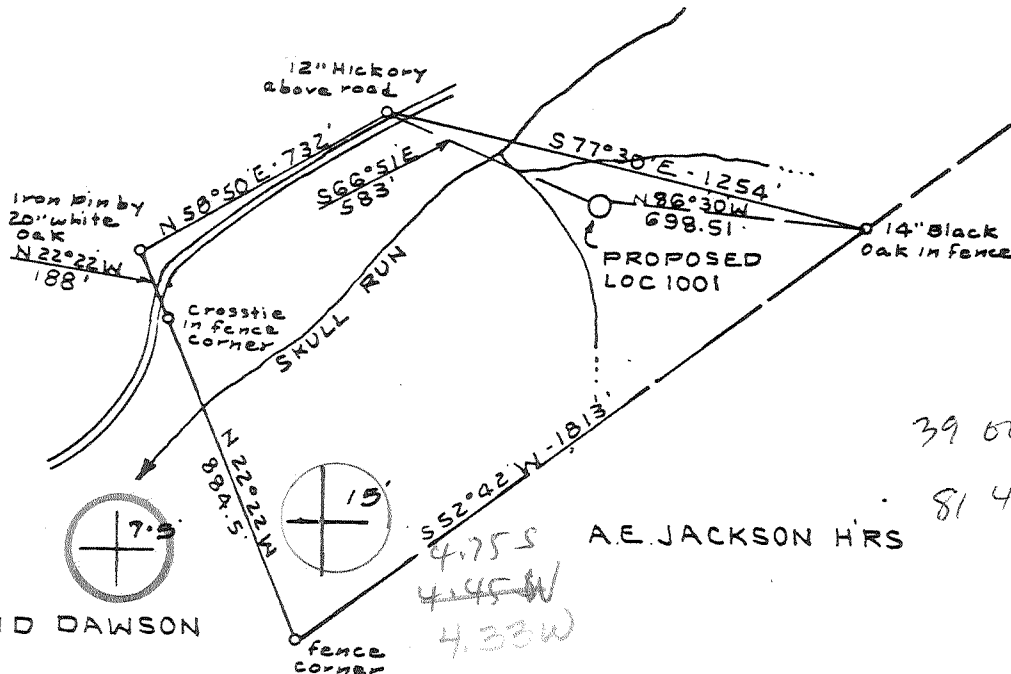 12" Hickory
above road
N 58°50'E - 732'
S 66°51'E
583'
S 77°30'E - 1254'
Iron pin by
20" white
oak
N 22°22'W
188'
N 86°30'W
698.51'
PROPOSED
LOC 1001
14" Black
Oak in fence
Crosstie
in fence
corner
SKULL RUN
N 22°22'W
884.5'
S 52°42'W - 1813'
7.5'
15'
39 00
81 4
A.E. JACKSON H'RS
4.75 S
4.45 W
4.33 W
ID DAWSON
fence
corner